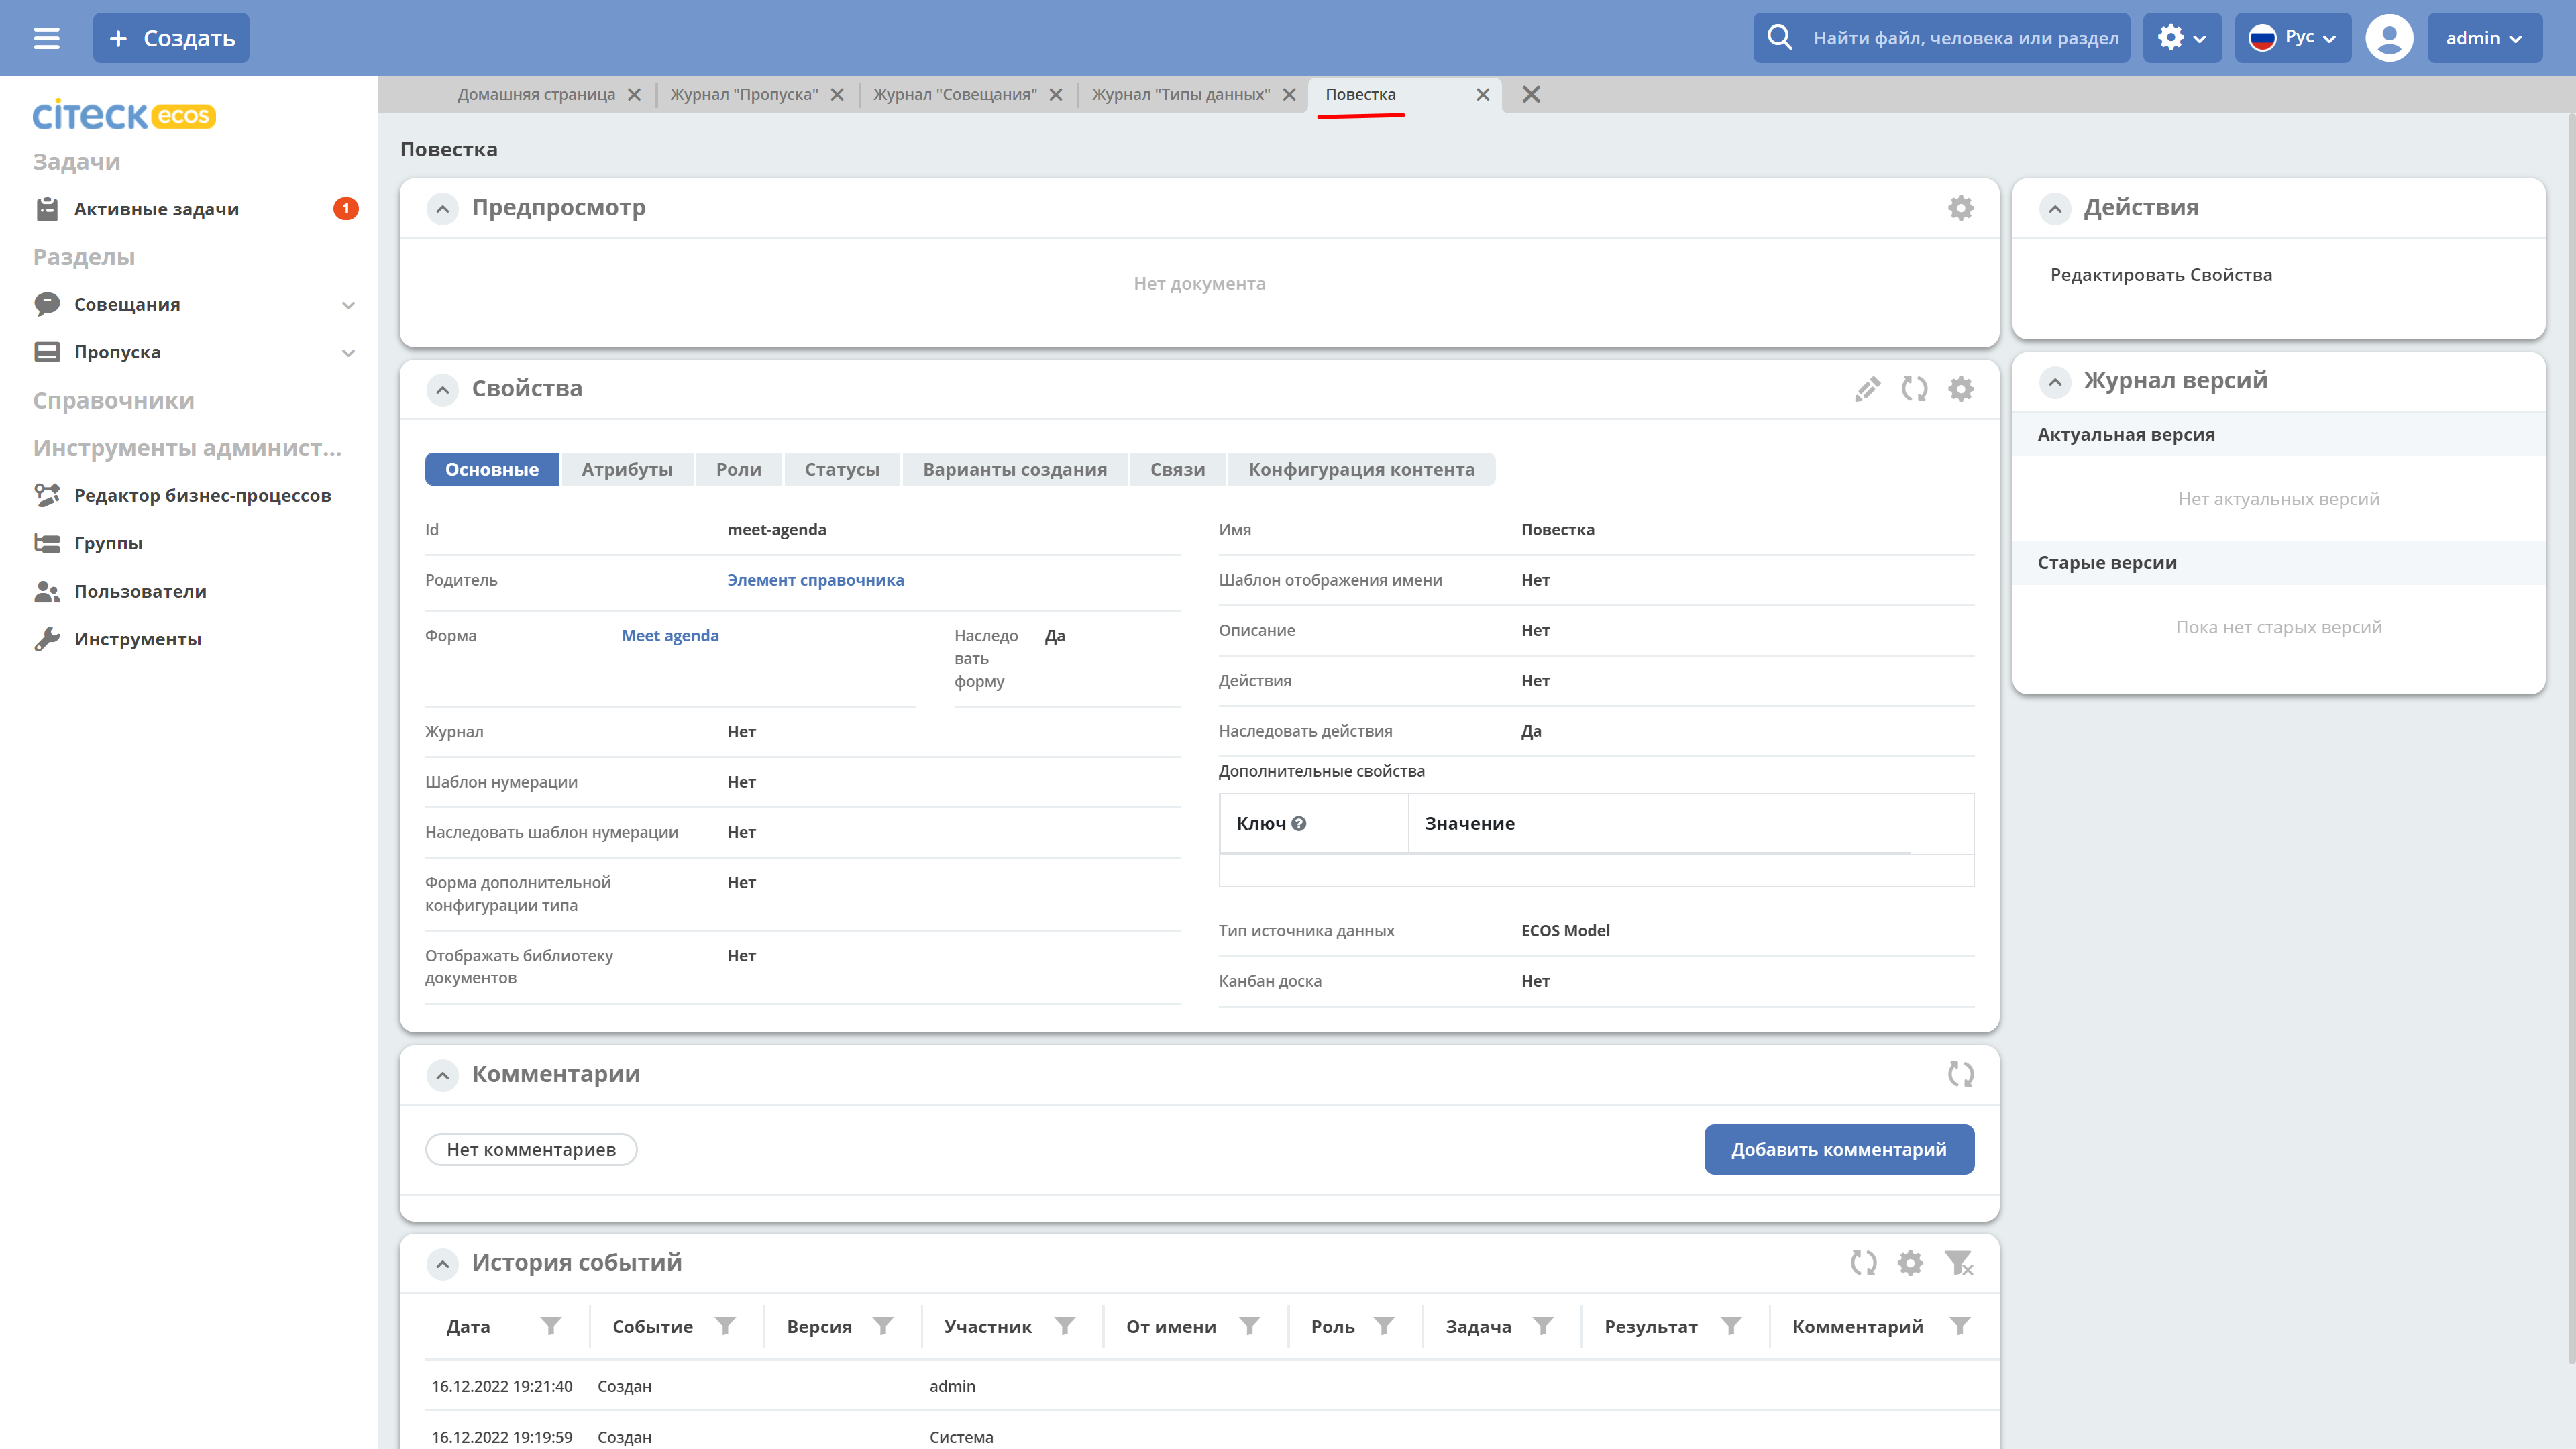 Создать
Найти файл, человека или раздел
Рус
admin
citeck ecos
Домашняя страница
Журнал "Пропуска"
Журнал "Совещания"
Журнал "Типы данных"
Повестка
Задачи
Активные задачи
1
Разделы
Совещания
Пропуска
Справочники
Инструменты админист...
Редактор бизнес-процессов
Группы
Пользователи
Инструменты
Повестка
Предпросмотр
Нет документа
Свойства
Основные
Атрибуты
Роли
Статусы
Варианты создания
Связи
Конфигурация контента
Id
meet-agenda
Родитель
Элемент справочника
Форма
Meet agenda
Наследо
вать
форму
Да
Журнал
Нет
Шаблон нумерации
Нет
Наследовать шаблон нумерации
Нет
Форма дополнительной
конфигурации типа
Нет
Отображать библиотеку
документов
Нет
Имя
Повестка
Шаблон отображения имени
Нет
Описание
Нет
Действия
Нет
Наследовать действия
Да
Дополнительные свойства
Ключ
Значение
Тип источника данных
ECOS Model
Канбан доска
Нет
Комментарии
Нет комментариев
Добавить комментарий
История событий
Дата
Событие
Версия
Участник
От имени
Роль
Задача
Результат
Комментарий
16.12.2022 19:21:40
Создан
admin
16.12.2022 19:19:59
Создан
Система
Действия
Редактировать Свойства
Журнал версий
Актуальная версия
Нет актуальных версий
Старые версии
Пока нет старых версий